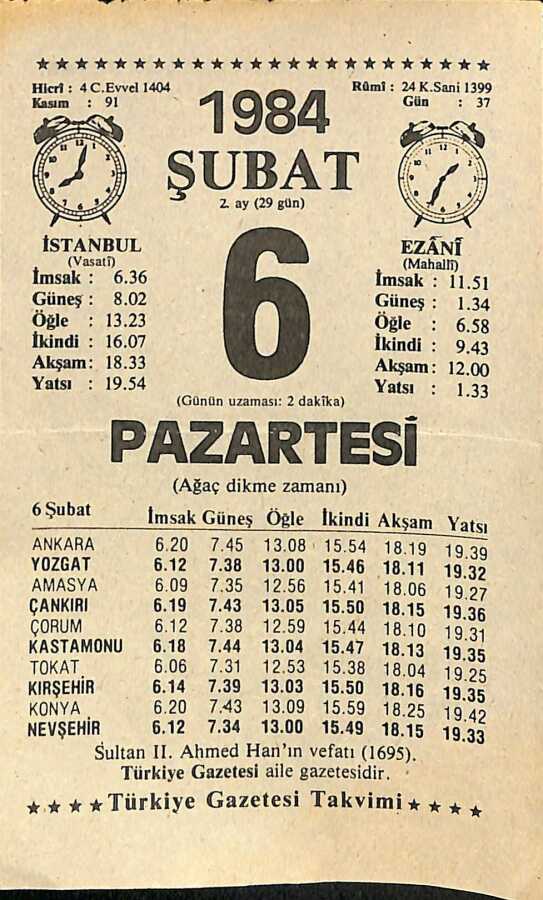 Hicrî : 4 C.Evvel 1404
Kasım : 91
Rûmî : 24 K.Sani 1399
Gün : 37
1984
ŞUBAT
2. ay (29 gün)
İSTANBUL
(Vasatî)
İmsak : 6.36
Güneş : 8.02
Öğle : 13.23
İkindi : 16.07
Akşam : 18.33
Yatsı : 19.54
6
EZÂNÎ
(Mahallî)
İmsak : 11.51
Güneş : 1.34
Öğle : 6.58
İkindi : 9.43
Akşam : 12.00
Yatsı : 1.33
(Günün uzaması: 2 dakîka)
PAZARTESİ
(Ağaç dikme zamanı)
6 Şubat İmsak Güneş Öğle İkindi Akşam Yatsı
ANKARA 6.20 7.45 13.08 15.54 18.19 19.39
YOZGAT 6.12 7.38 13.00 15.46 18.11 19.32
AMASYA 6.09 7.35 12.56 15.41 18.06 19.27
ÇANKIRI 6.19 7.43 13.05 15.50 18.15 19.36
ÇORUM 6.12 7.38 12.59 15.44 18.10 19.31
KASTAMONU 6.18 7.44 13.04 15.47 18.13 19.35
TOKAT 6.06 7.31 12.53 15.38 18.04 19.25
KIRŞEHİR 6.14 7.39 13.03 15.50 18.16 19.35
KONYA 6.20 7.43 13.09 15.59 18.25 19.42
NEVŞEHİR 6.12 7.34 13.00 15.49 18.15 19.33
Sultan II. Ahmed Han'ın vefatı (1695).
Türkiye Gazetesi aile gazetesidir.
Türkiye Gazetesi Takvimi